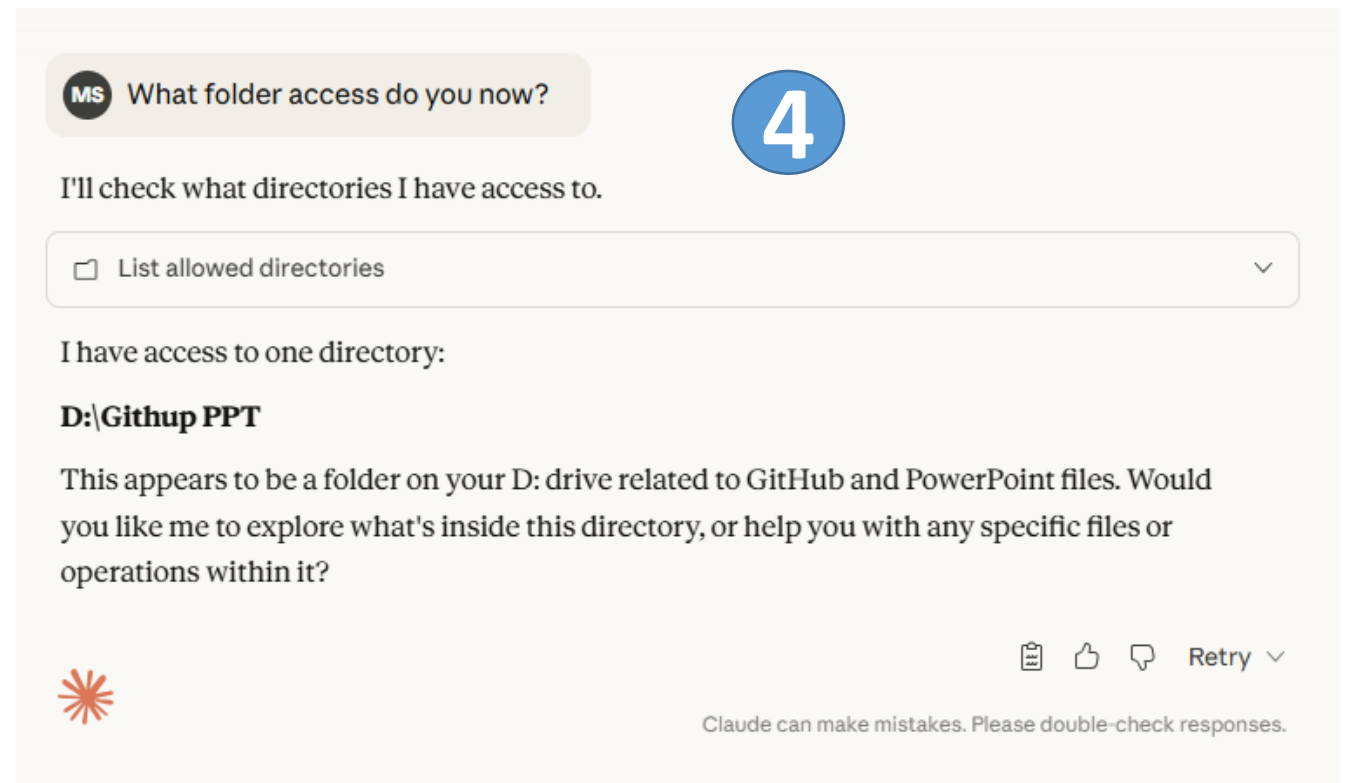 MS What folder access do you now?
4
I'll check what directories I have access to.
List allowed directories
I have access to one directory:
D:\Githup PPT
This appears to be a folder on your D: drive related to GitHub and PowerPoint files. Would
you like me to explore what's inside this directory, or help you with any specific files or
operations within it?
Retry
Claude can make mistakes. Please double-check responses.